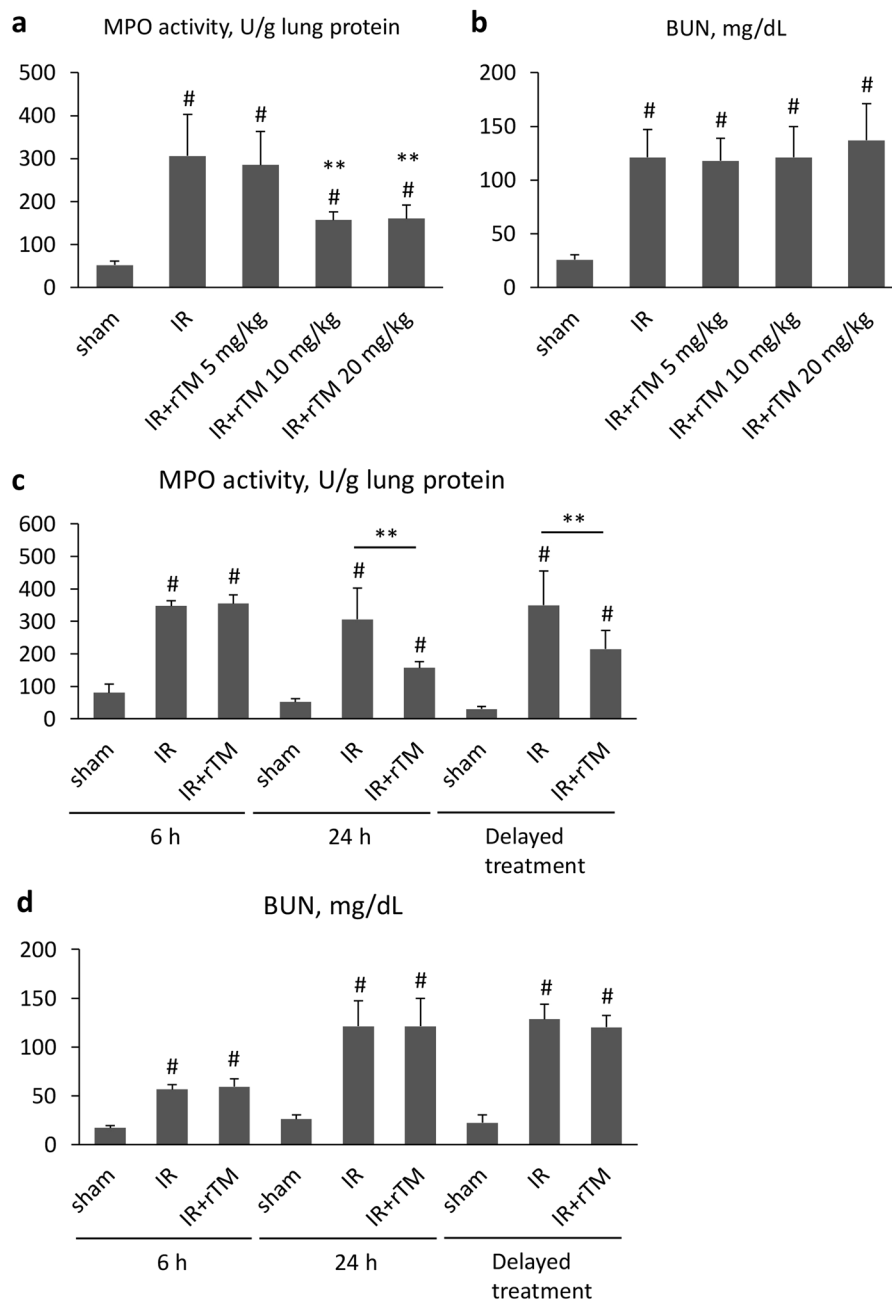 a
MPO activity, U/g lung protein
500
400
300
200
100
0
#
#
**
#
**
#
sham
IR
IR+rTM 5 mg/kg
IR+rTM 10 mg/kg
IR+rTM 20 mg/kg
b
BUN, mg/dL
200
150
100
50
0
#
#
#
#
sham
IR
IR+rTM 5 mg/kg
IR+rTM 10 mg/kg
IR+rTM 20 mg/kg
c
MPO activity, U/g lung protein
600
500
400
300
200
100
0
#
#
**
#
#
**
#
#
sham
IR
IR+rTM
sham
IR
IR+rTM
sham
IR
IR+rTM
6 h
24 h
Delayed
treatment
d
BUN, mg/dL
200
150
100
50
0
#
#
#
#
#
#
sham
IR
IR+rTM
sham
IR
IR+rTM
sham
IR
IR+rTM
6 h
24 h
Delayed
treatment